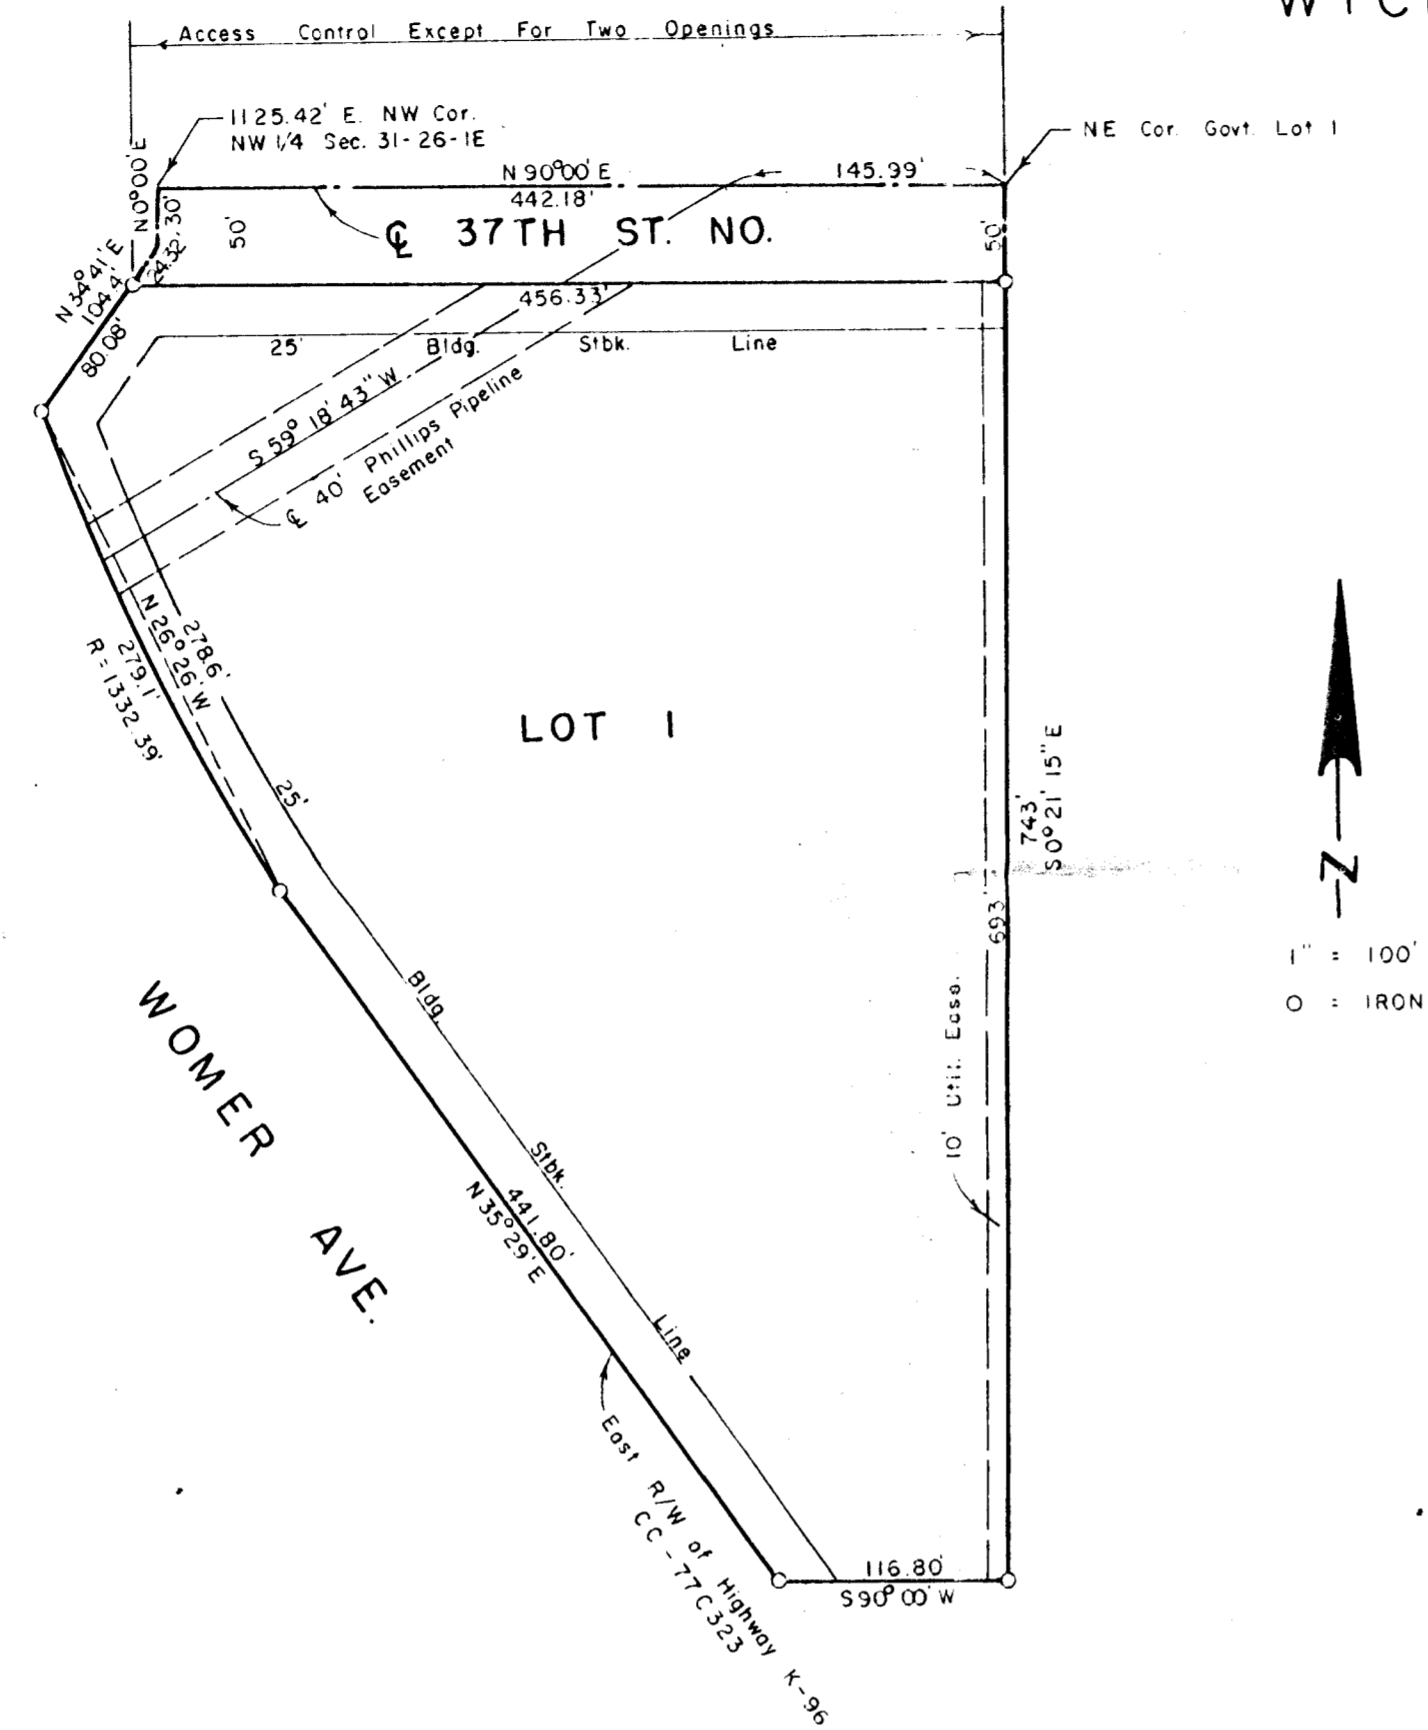 WIC
Access Control Except For Two Openings
1125.42' E. NW Cor.
NW 1/4 Sec. 31-26-1E
NE Cor. Govt. Lot 1
N0°00'E
30'
24.32'
50'
N 90°00' E
442.18'
145.99'
℄ 37TH ST. NO.
50'
N 34°41' E
104.4'
80.08'
456.33'
25' Bldg. Stbk. Line
S 59° 18' 43" W
℄ 40' Phillips Pipeline
Easement
N 26° 26' W
278.6'
279.1'
R = 1332.39'
LOT 1
25' Bldg. Stbk. Line
743'
S 0° 21' 15" E
693'
N
1" = 100'
O = IRON
10' Util. Ease.
WOMER AVE.
441.80'
N 35° 29' E
East R/W of Highway K-96
CC - 77C323
116.80'
S 90° 00' W